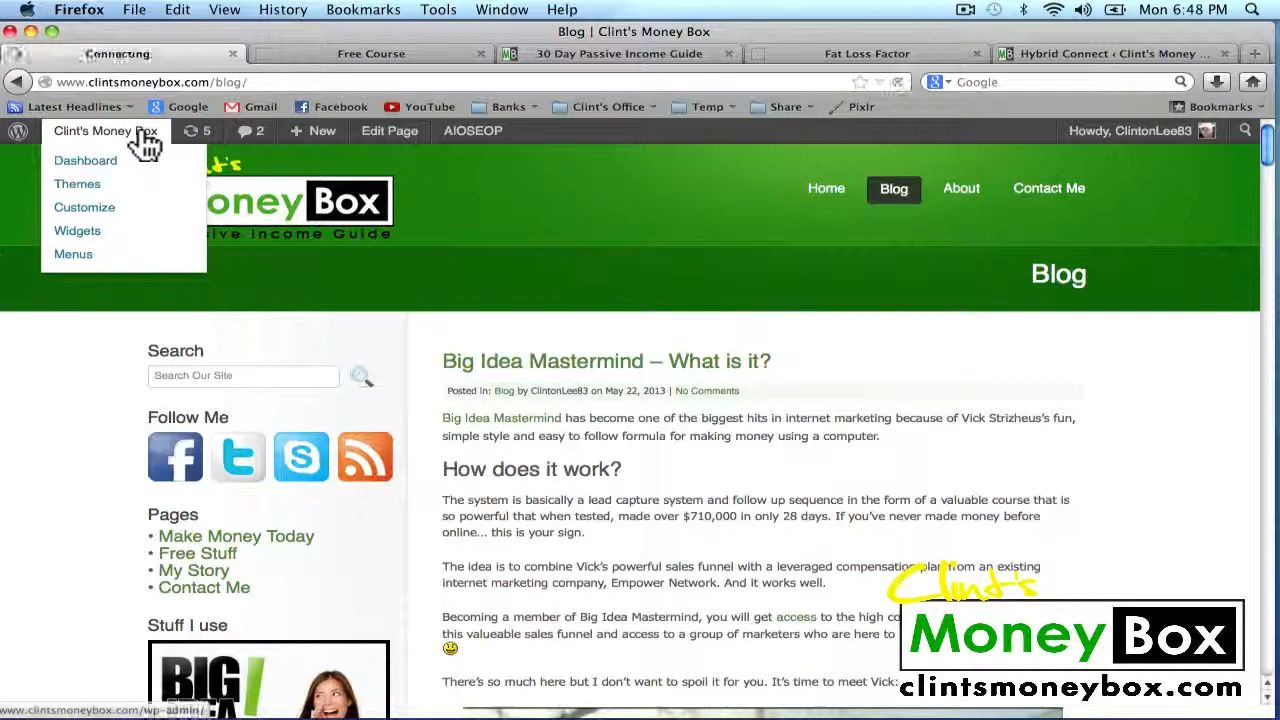 Firefox File Edit View History Bookmarks Tools Window Help Mon 6:48 PM
Blog | Clint's Money Box
Connecting Free Course 30 Day Passive Income Guide Fat Loss Factor Hybrid Connect ‹ Clint's Money ...
www.clintsmoneybox.com/blog/ Google
Latest Headlines Google Gmail Facebook YouTube Banks Clint's Office Temp Share Pixlr Bookmarks
Clint's Money Box 5 2 + New Edit Page AIOSEOP Howdy, ClintonLee83
Dashboard
Themes
Customize
Widgets
Menus
oneyBox
sive Income Guide
Home Blog About Contact Me
Blog
Search
Search Our Site
Follow Me
Pages
• Make Money Today
• Free Stuff
• My Story
• Contact Me
Stuff I use
BIG
Big Idea Mastermind – What is it?
Posted in: Blog by ClintonLee83 on May 22, 2013 | No Comments
Big Idea Mastermind has become one of the biggest hits in internet marketing because of Vick Strizheus's fun,
simple style and easy to follow formula for making money using a computer.
How does it work?
The system is basically a lead capture system and follow up sequence in the form of a valuable course that is
so powerful that when tested, made over $710,000 in only 28 days. If you've never made money before
online... this is your sign.
The idea is to combine Vick's powerful sales funnel with a leveraged compensation plan from an existing
internet marketing company, Empower Network. And it works well.
Becoming a member of Big Idea Mastermind, you will get access to the high co
this valueable sales funnel and access to a group of marketers who are here to
There's so much here but I don't want to spoil it for you. It's time to meet Vick:
Clint's
MoneyBox
clintsmoneybox.com
www.clintsmoneybox.com/wp-admin/